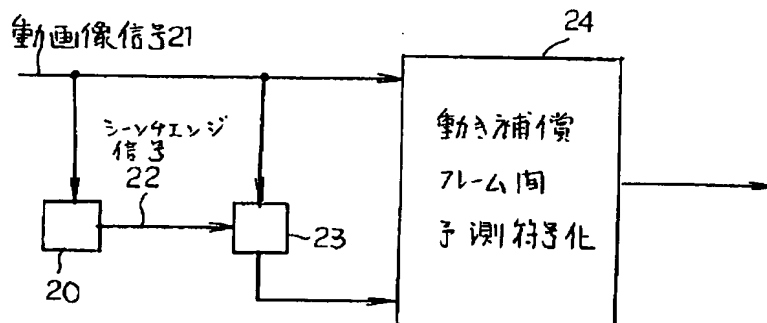 動画像信号21
24
シーンチェンジ
信号
22
動き補償
フレーム間
予測符号化
20
23